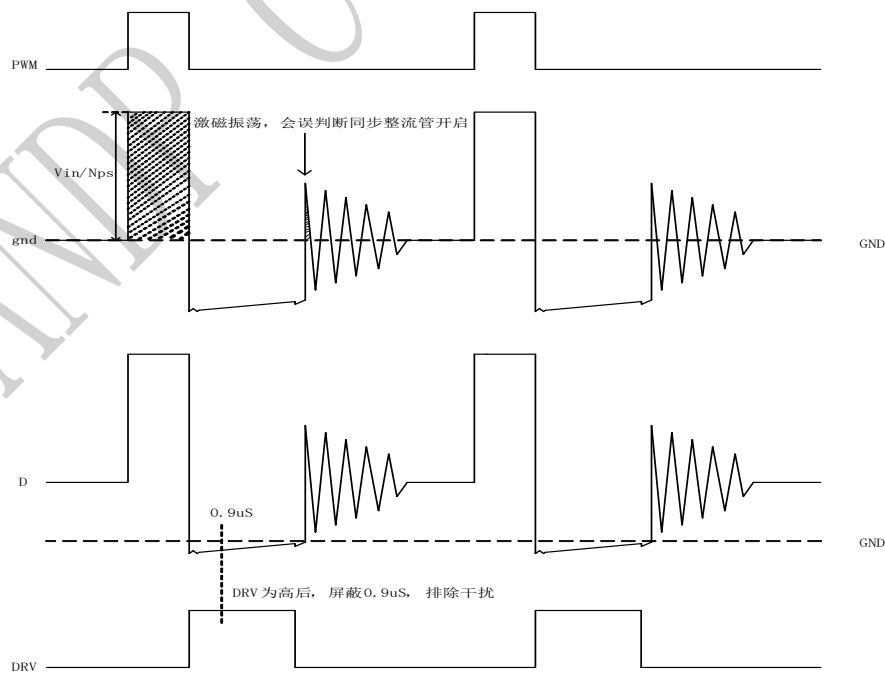 PWM
激磁振荡，会误判断同步整流管开启
Vin/Nps
gnd
GND
D
0.9uS
GND
DRV为高后，屏蔽0.9uS，排除干扰
DRV